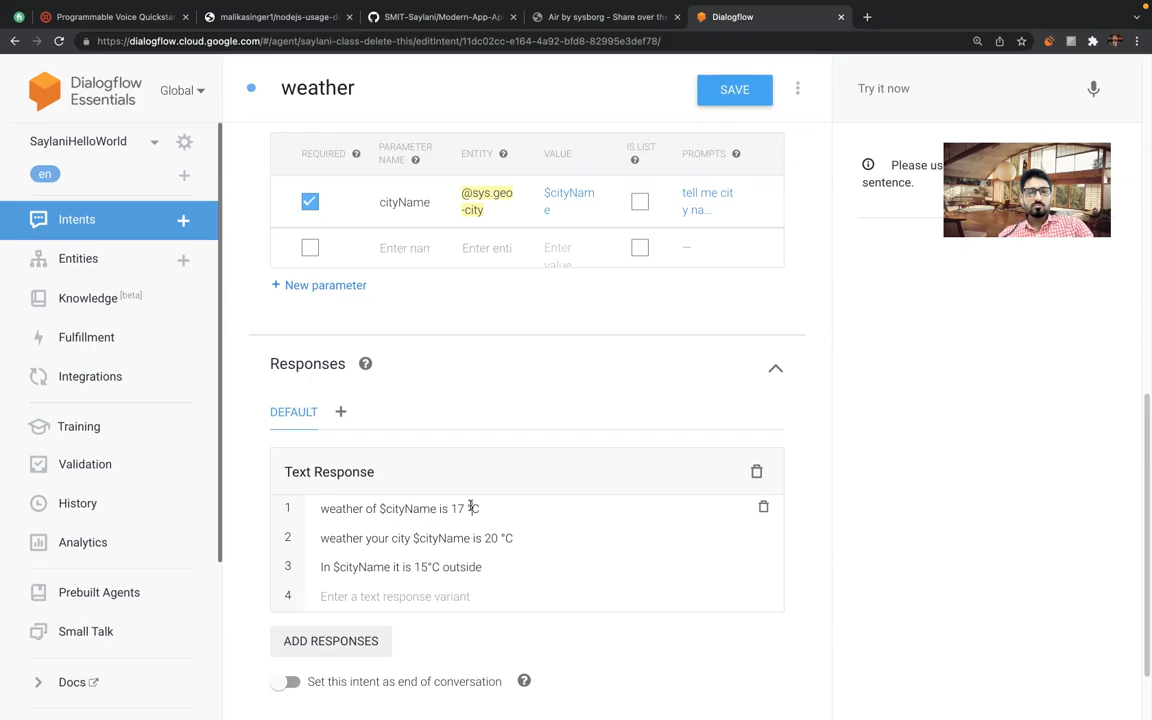 Programmable Voice Quickstar
malikasinger1/nodejs-usage-d
SMIT-Saylani/Modern-App-Ap
Air by sysborg - Share over the
Dialogflow
https://dialogflow.cloud.google.com/#/agent/saylani-class-delete-this/editIntent/11dc02cc-e164-4a92-bfd8-82995e3def78/
Dialogflow
Essentials
Global
weather
SAVE
Try it now
SaylaniHelloWorld
en
REQUIRED
PARAMETER
NAME
ENTITY
VALUE
IS LIST
PROMPTS
Please us
sentence.
cityName
@sys.geo
-city
$cityNam
e
tell me cit
y na...
Enter nam
Enter enti
Enter
value
—
+ New parameter
Intents
Entities
Knowledge [beta]
Fulfillment
Integrations
Training
Validation
History
Analytics
Prebuilt Agents
Small Talk
Docs
Responses
DEFAULT
Text Response
1 weather of $cityName is 17 °C
2 weather your city $cityName is 20 °C
3 In $cityName it is 15°C outside
4 Enter a text response variant
ADD RESPONSES
Set this intent as end of conversation